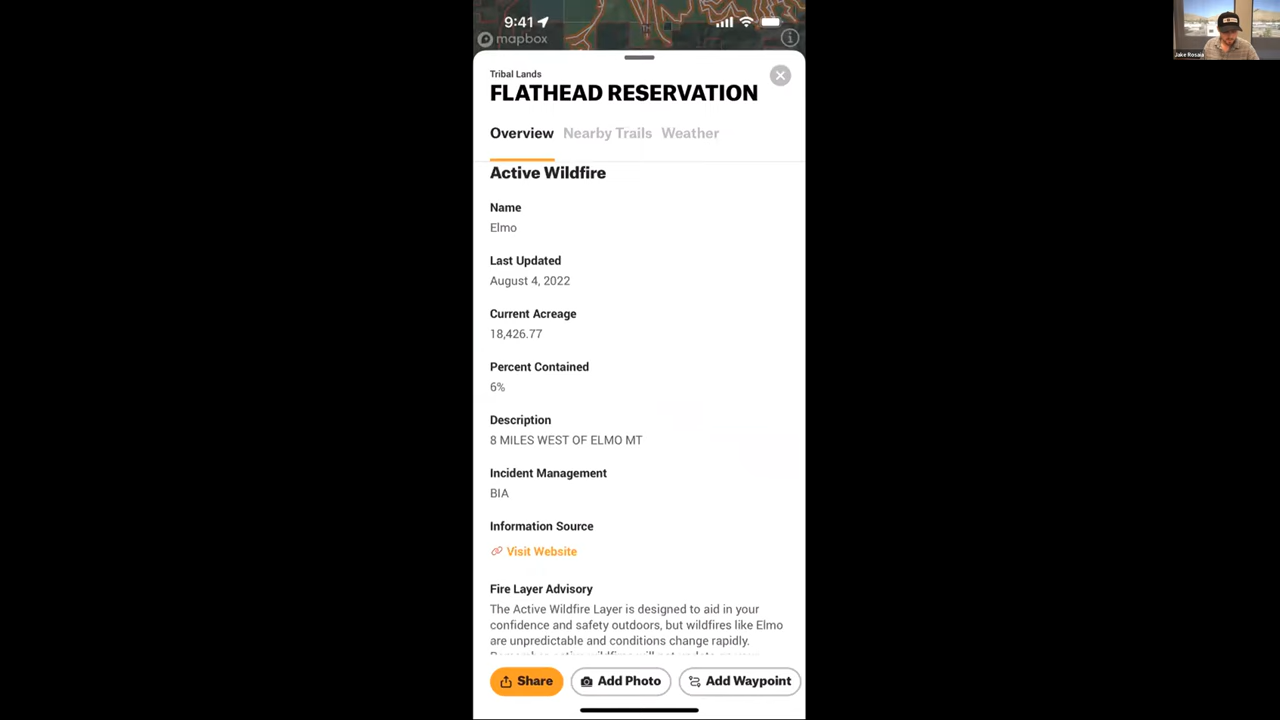 9:41
mapbox
Jake Rosaia
Tribal Lands
FLATHEAD RESERVATION
Overview Nearby Trails Weather
Active Wildfire
Name
Elmo
Last Updated
August 4, 2022
Current Acreage
18,426.77
Percent Contained
6%
Description
8 MILES WEST OF ELMO MT
Incident Management
BIA
Information Source
Visit Website
Fire Layer Advisory
The Active Wildfire Layer is designed to aid in your
confidence and safety outdoors, but wildfires like Elmo
are unpredictable and conditions change rapidly.
Share Add Photo Add Waypoint